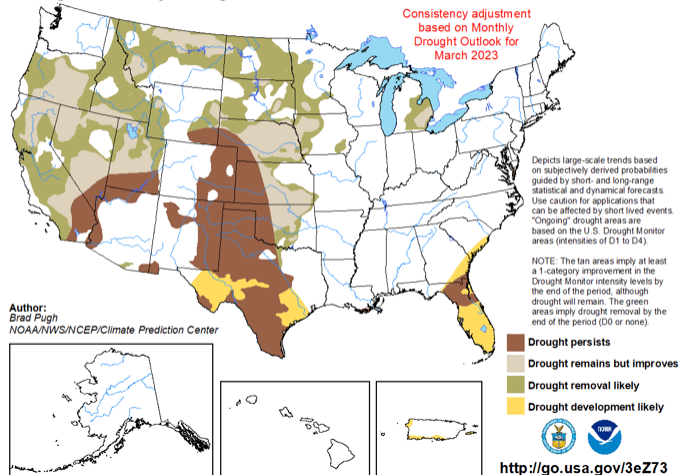 Consistency adjustment
based on Monthly
Drought Outlook for
March 2023
Depicts large-scale trends based
on subjectively derived probabilities
guided by short- and long-range
statistical and dynamical forecasts.
Use caution for applications that
can be affected by short lived events.
"Ongoing" drought areas are
based on the U.S. Drought Monitor
areas (intensities of D1 to D4).
NOTE: The tan areas imply at least
a 1-category improvement in the
Drought Monitor intensity levels by
the end of the period, although
drought will remain. The green
areas imply drought removal by the
end of the period (D0 or none).
Author:
Brad Pugh
NOAA/NWS/NCEP/Climate Prediction Center
Drought persists
Drought remains but improves
Drought removal likely
Drought development likely
NOAA
http://go.usa.gov/3eZ73